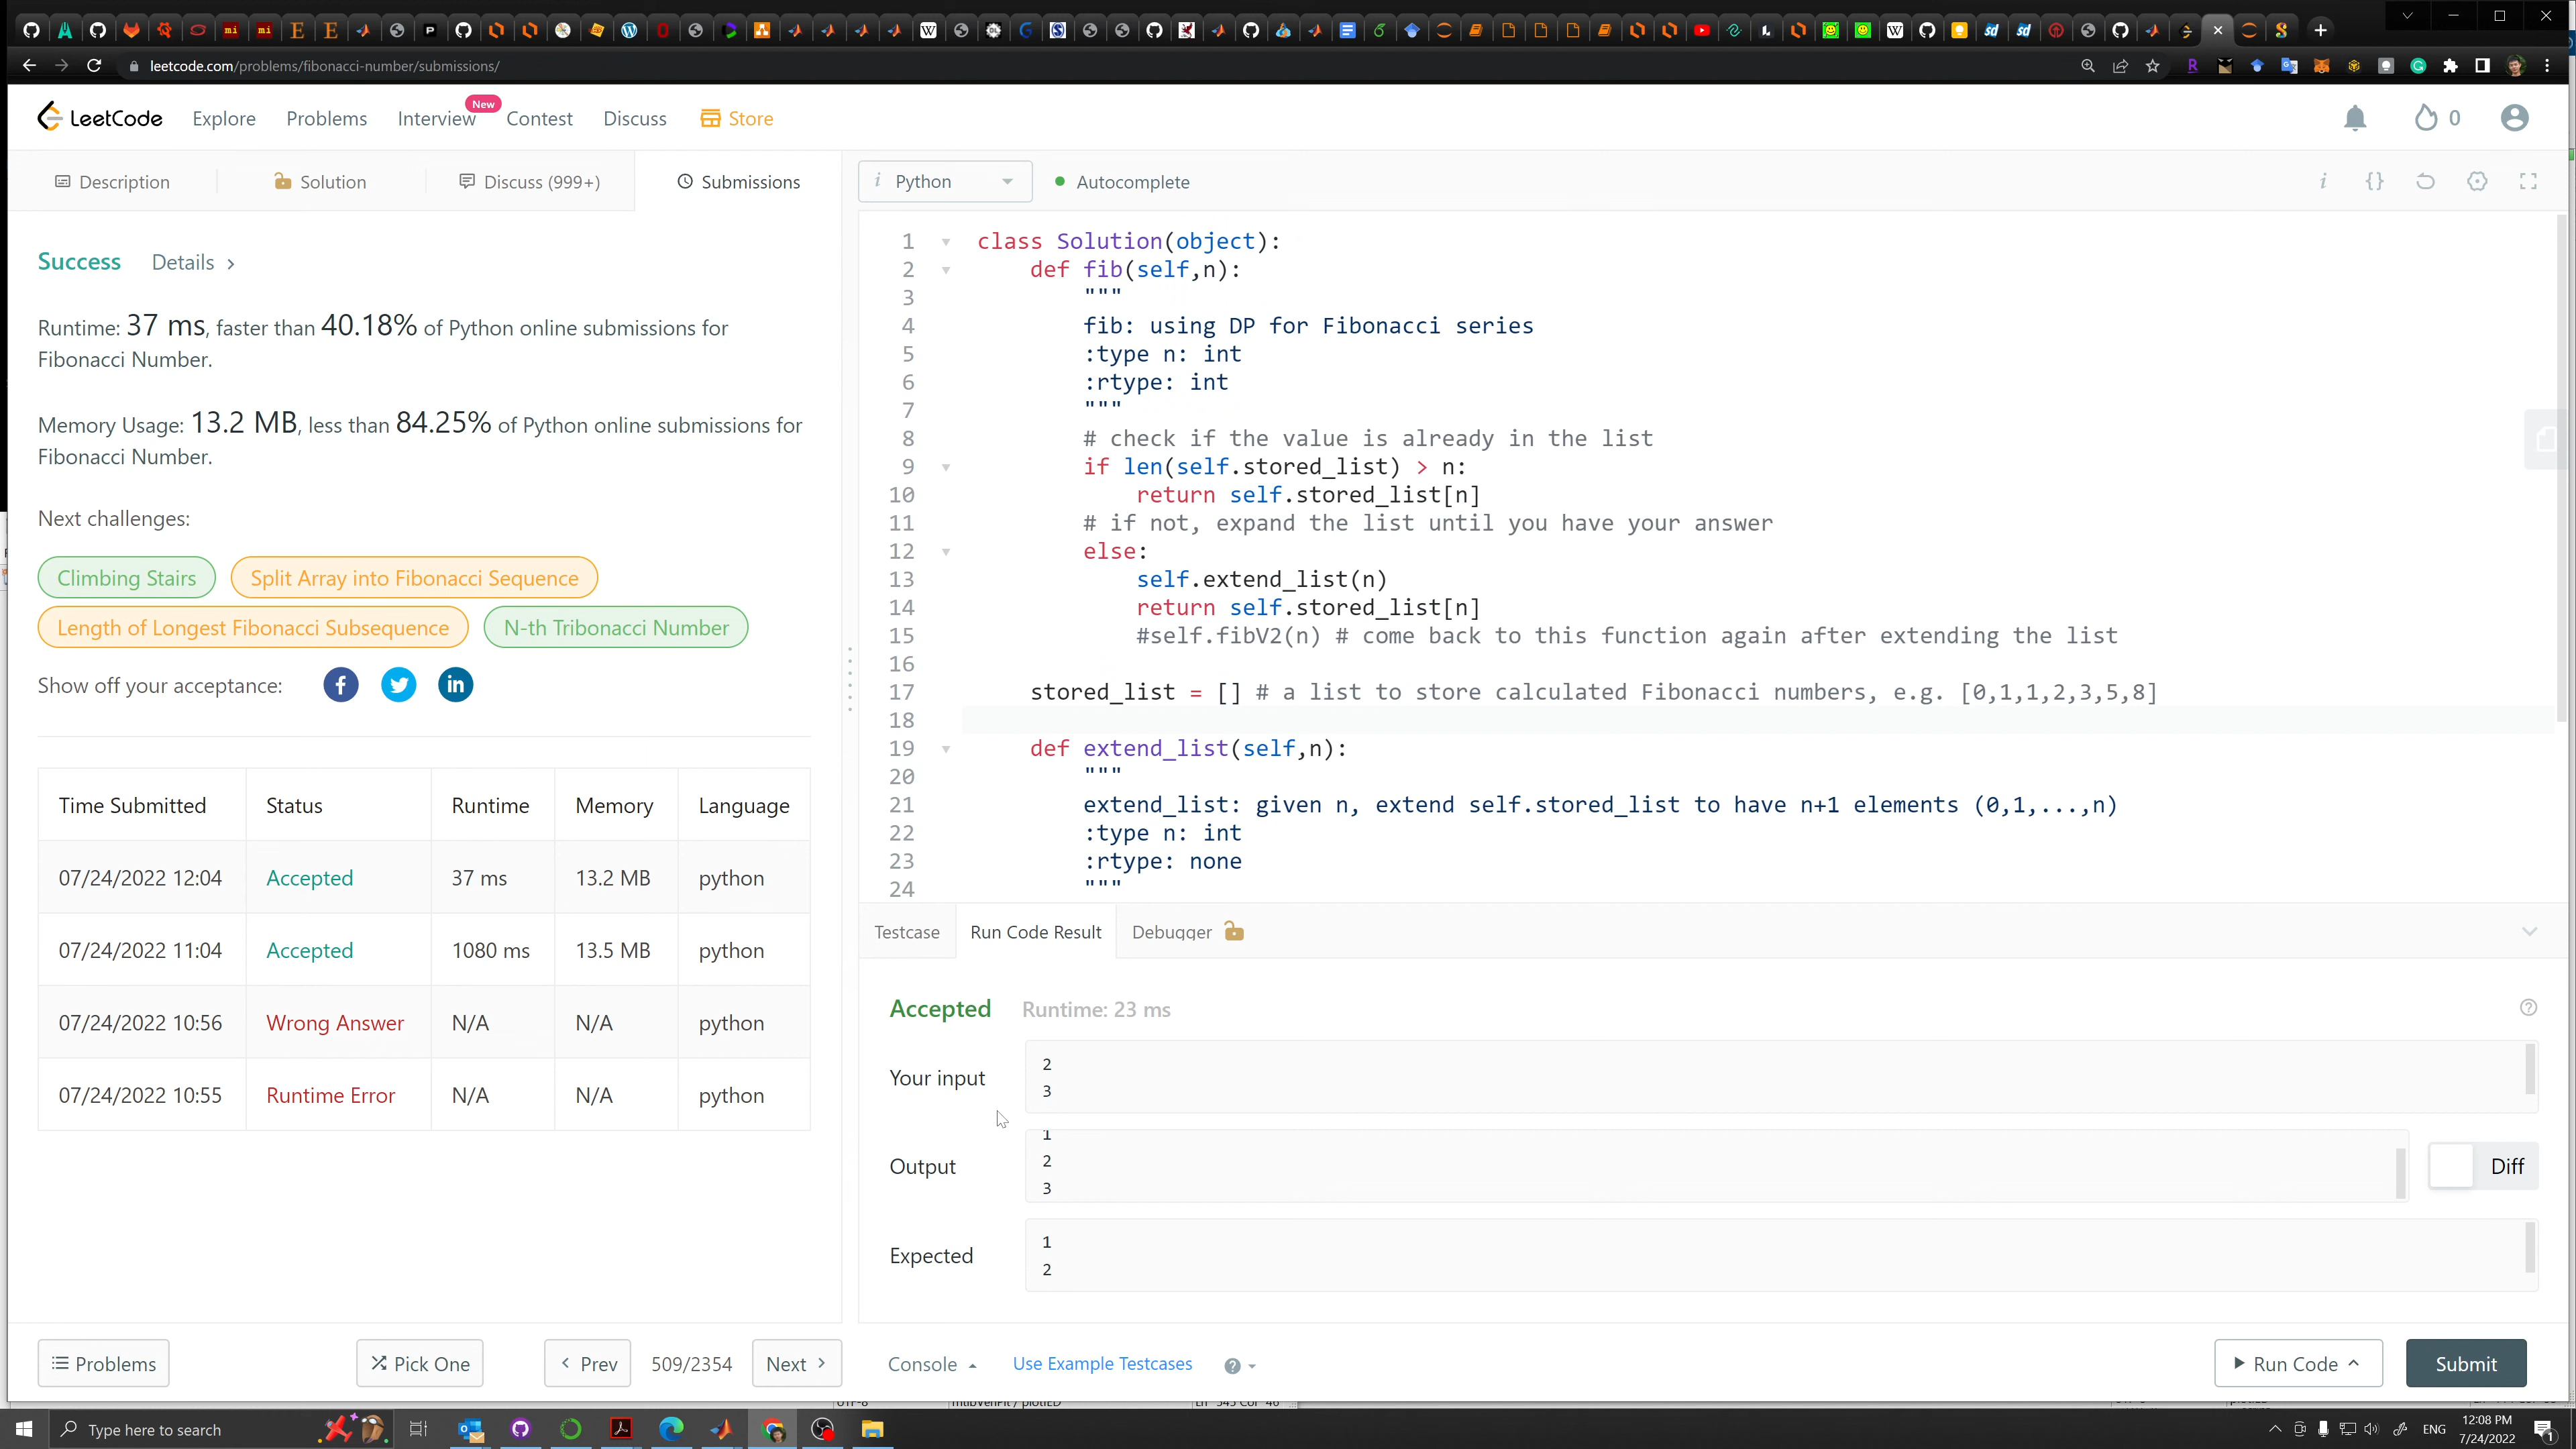 leetcode.com/problems/fibonacci-number/submissions/
LeetCode Explore Problems Interview New Contest Discuss Store 0
Description Solution Discuss (999+) Submissions
i Python Autocomplete
Success Details
Runtime: 37 ms, faster than 40.18% of Python online submissions for
Fibonacci Number.
Memory Usage: 13.2 MB, less than 84.25% of Python online submissions for
Fibonacci Number.
Next challenges:
Climbing Stairs Split Array into Fibonacci Sequence
Length of Longest Fibonacci Subsequence N-th Tribonacci Number
Show off your acceptance:
Time Submitted Status Runtime Memory Language
07/24/2022 12:04 Accepted 37 ms 13.2 MB python
07/24/2022 11:04 Accepted 1080 ms 13.5 MB python
07/24/2022 10:56 Wrong Answer N/A N/A python
07/24/2022 10:55 Runtime Error N/A N/A python
1 class Solution(object):
2 def fib(self,n):
3 """
4 fib: using DP for Fibonacci series
5 :type n: int
6 :rtype: int
7 """
8 # check if the value is already in the list
9 if len(self.stored_list) > n:
10 return self.stored_list[n]
11 # if not, expand the list until you have your answer
12 else:
13 self.extend_list(n)
14 return self.stored_list[n]
15 #self.fibV2(n) # come back to this function again after extending the list
16
17 stored_list = [] # a list to store calculated Fibonacci numbers, e.g. [0,1,1,2,3,5,8]
18
19 def extend_list(self,n):
20 """
21 extend_list: given n, extend self.stored_list to have n+1 elements (0,1,...,n)
22 :type n: int
23 :rtype: none
24 """
Testcase Run Code Result Debugger
Accepted Runtime: 23 ms
Your input
2
3
Output
1
2
3
Diff
Expected
1
2
Problems Pick One Prev 509/2354 Next
Console Use Example Testcases Run Code Submit
Type here to search
ENG 12:08 PM
7/24/2022